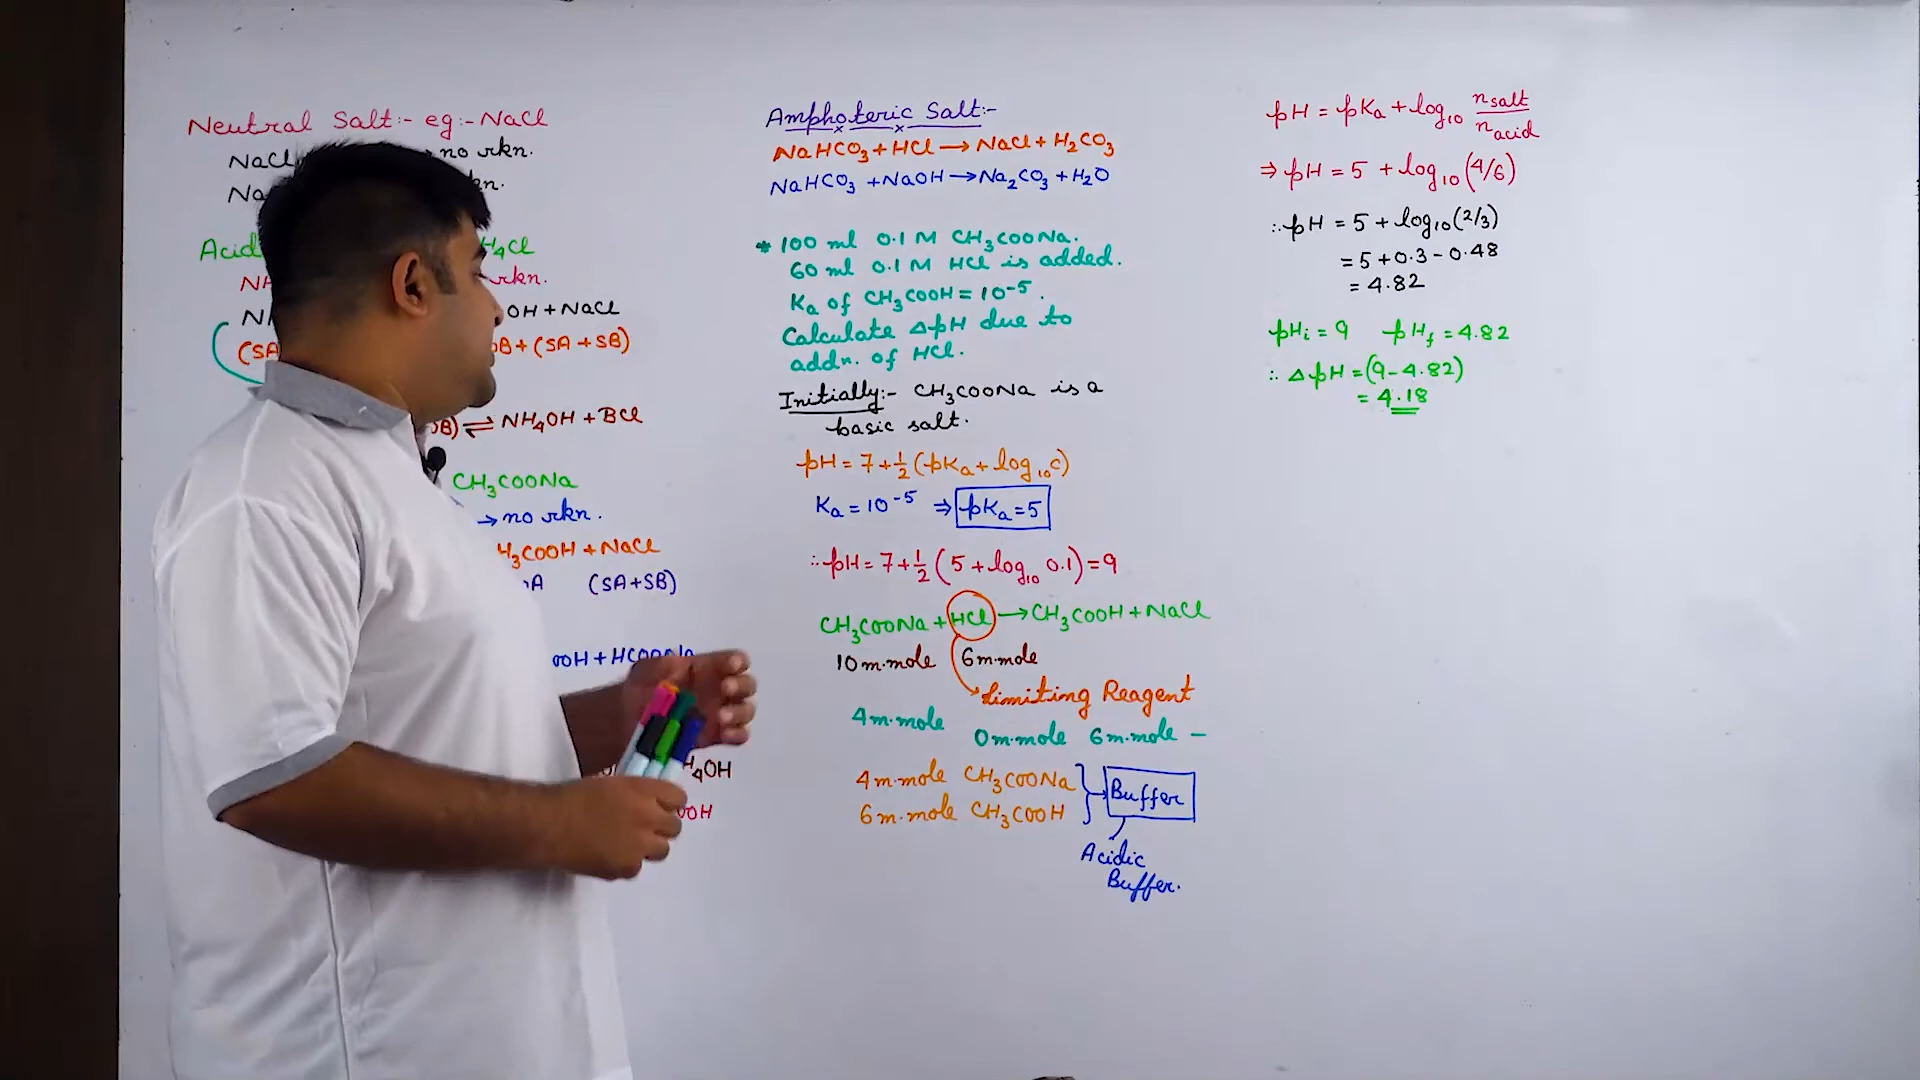 Neutral Salt:- eg:- NaCl
NaCl → no rkn.
Na kn.
Acid H₄Cl
NH rkn.
NH OH + NaCl
(SA B + (SA + SB)
B) ⇌ NH₄OH + BCl
CH₃COONa
→ no rkn.
H₃COOH + NaCl
A (SA+SB)
OOH + HCOONa
H₄OH
OOH
Amphoteric Salt:-
NaHCO₃ + HCl → NaCl + H₂CO₃
NaHCO₃ + NaOH → Na₂CO₃ + H₂O
* 100 ml 0.1 M CH₃COONa.
60 ml 0.1 M HCl is added.
Ka of CH₃COOH = 10⁻⁵.
Calculate ΔpH due to
addn. of HCl.
Initially:- CH₃COONa is a
basic salt.
pH = 7 + ½ (pKa + log₁₀ c)
Ka = 10⁻⁵ ⇒ pKa = 5
∴ pH = 7 + ½ (5 + log₁₀ 0.1) = 9
CH₃COONa + HCl → CH₃COOH + NaCl
10 m.mole 6 m.mole
Limiting Reagent
4 m.mole 0 m.mole 6 m.mole -
4 m.mole CH₃COONa
6 m.mole CH₃COOH
Buffer
Acidic
Buffer.
pH = pKa + log₁₀ n salt / n acid
⇒ pH = 5 + log₁₀ (4/6)
∴ pH = 5 + log₁₀ (2/3)
= 5 + 0.3 - 0.48
= 4.82
pHi = 9 pHf = 4.82
∴ ΔpH = (9 - 4.82)
= 4.18